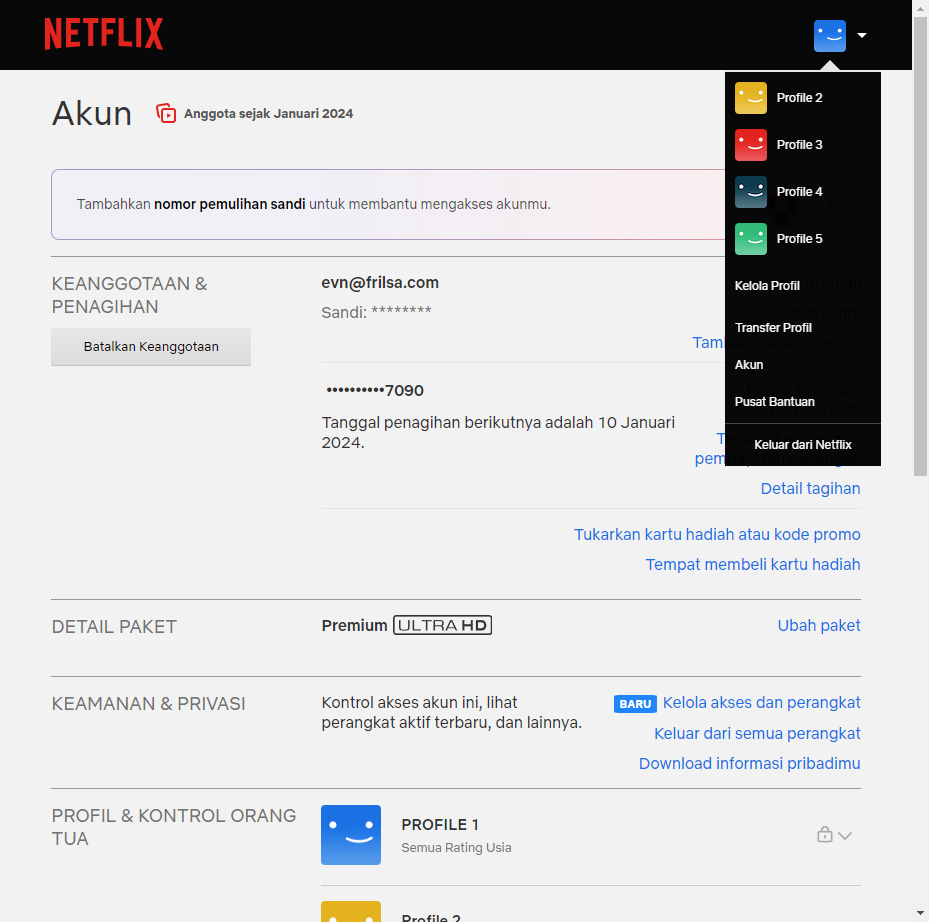 NETFLIX
Profile 2
Profile 3
Profile 4
Profile 5
Kelola Profil
Transfer Profil
Akun
Pusat Bantuan
Keluar dari Netflix
Akun
Anggota sejak Januari 2024
Tambahkan nomor pemulihan sandi untuk membantu mengakses akunmu.
KEANGGOTAAN &
PENAGIHAN
Batalkan Keanggotaan
evn@frilsa.com
Sandi: ********
••••••••••7090
Tanggal penagihan berikutnya adalah 10 Januari
2024.
Detail tagihan
Tukarkan kartu hadiah atau kode promo
Tempat membeli kartu hadiah
DETAIL PAKET
Premium ULTRA HD
Ubah paket
KEAMANAN & PRIVASI
Kontrol akses akun ini, lihat
perangkat aktif terbaru, dan lainnya.
BARU Kelola akses dan perangkat
Keluar dari semua perangkat
Download informasi pribadimu
PROFIL & KONTROL ORANG
TUA
PROFILE 1
Semua Rating Usia
Profile 2